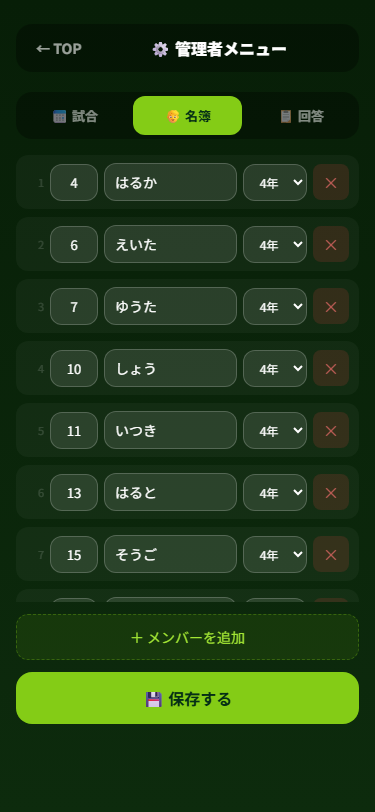 ← TOP
⚙️ 管理者メニュー
試合
名簿
回答
1 4 はるか 4年 ×
2 6 えいた 4年 ×
3 7 ゆうた 4年 ×
4 10 しょう 4年 ×
5 11 いつき 4年 ×
6 13 はると 4年 ×
7 15 そうご 4年 ×
＋ メンバーを追加
💾 保存する